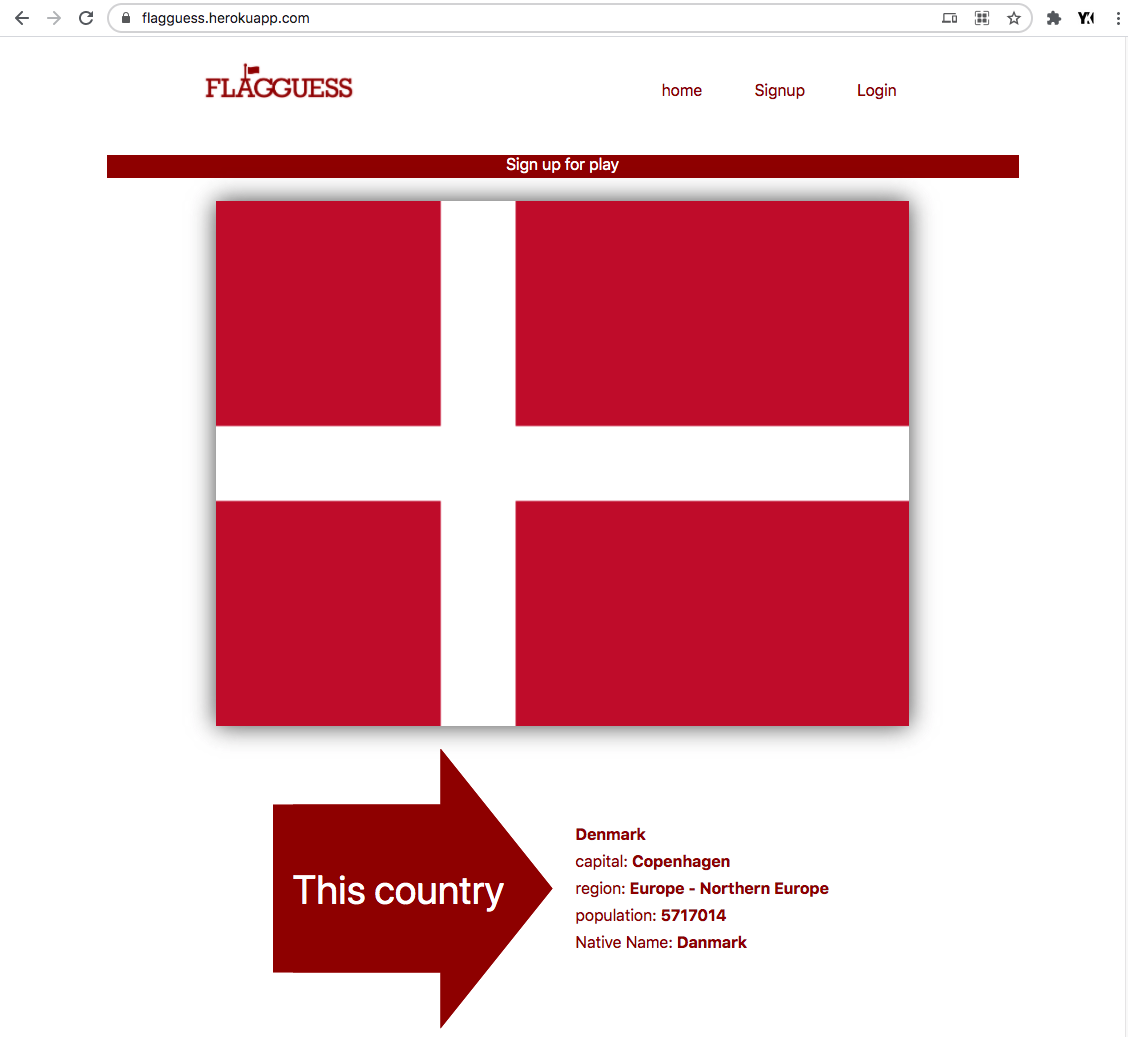 flagguess.herokuapp.com
FLAGGUESS
home Signup Login
Sign up for play
This country
Denmark
capital: Copenhagen
region: Europe - Northern Europe
population: 5717014
Native Name: Danmark